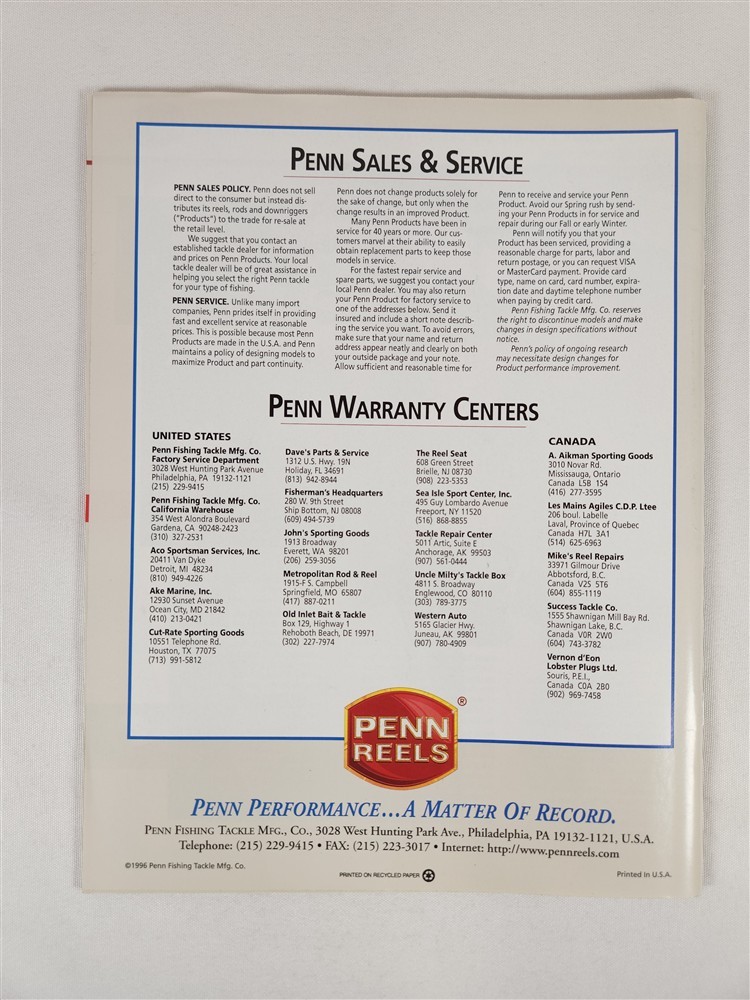 PENN SALES & SERVICE
PENN SALES POLICY. Penn does not sell
direct to the consumer but instead dis-
tributes its reels, rods and downriggers
("Products") to the trade for re-sale at
the retail level.
We suggest that you contact an
established tackle dealer for information
and prices on Penn Products. Your local
tackle dealer will be of great assistance in
helping you select the right Penn tackle
for your type of fishing.
PENN SERVICE. Unlike many import
companies, Penn prides itself in providing
fast and excellent service at reasonable
prices. This is possible because most Penn
Products are made in the U.S.A. and Penn
maintains a policy of designing models to
maximize Product and part continuity.
Penn does not change products solely for
the sake of change, but only when the
change results in an improved Product.
Many Penn Products have been in
service for 40 years or more. Our cus-
tomers marvel at their ability to easily
obtain replacement parts to keep those
models in service.
For the fastest repair service and
spare parts, we suggest you contact your
local Penn dealer. You may also return
your Penn Product for factory service to
one of the addresses below. Send it
insured and include a short note describ-
ing the service you want. To avoid errors,
make sure that your name and return
address appear neatly and clearly on both
your outside package and your note.
Allow sufficient and reasonable time for
Penn to receive and service your Penn
Product. Avoid our Spring rush by send-
ing your Penn Products in for service and
repair during our Fall or early Winter.
Penn will notify you that your
Product has been serviced, providing a
reasonable charge for parts, labor and
return postage, or you can request VISA
or MasterCard payment. Provide card
type, name on card, card number, expira-
tion date and daytime telephone number
when paying by credit card.
Penn Fishing Tackle Mfg. Co. reserves
the right to discontinue models and make
changes in design specifications without
notice.
Penn's policy of ongoing research
may necessitate design changes for
Product performance improvement.
PENN WARRANTY CENTERS
UNITED STATES
Penn Fishing Tackle Mfg. Co.
Factory Service Department
3028 West Hunting Park Avenue
Philadelphia, PA 19132-1121
(215) 229-9415
Penn Fishing Tackle Mfg. Co.
California Warehouse
354 West Alondra Boulevard
Gardena, CA 90248-2423
(310) 327-2531
Aco Sportsman Services, Inc.
20411 Van Dyke
Detroit, MI 48234
(810) 949-4226
Ake Marine, Inc.
12930 Sunset Avenue
Ocean City, MD 21842
(410) 213-0421
Cut-Rate Sporting Goods
10551 Telephone Rd.
Houston, TX 77075
(713) 991-5812
Dave's Parts & Service
1312 U.S. Hwy. 19N
Holiday, FL 34691
(813) 942-8944
Fisherman's Headquarters
280 W. 9th Street
Ship Bottom, NJ 08008
(609) 494-5739
John's Sporting Goods
1913 Broadway
Everett, WA 98201
(206) 259-3056
Metropolitan Rod & Reel
1915-F S. Campbell
Springfield, MO 65807
(417) 887-0211
Old Inlet Bait & Tackle
Box 129, Highway 1
Rehoboth Beach, DE 19971
(302) 227-7974
The Reel Seat
608 Green Street
Brielle, NJ 08730
(908) 223-5353
Sea Isle Sport Center, Inc.
495 Guy Lombardo Avenue
Freeport, NY 11520
(516) 868-8855
Tackle Repair Center
5011 Artic, Suite E
Anchorage, AK 99503
(907) 561-0444
Uncle Milty's Tackle Box
4811 S. Broadway
Englewood, CO 80110
(303) 789-3775
Western Auto
5165 Glacier Hwy.
Juneau, AK 99801
(907) 780-4909
CANADA
A. Aikman Sporting Goods
3010 Novar Rd.
Mississauga, Ontario
Canada L5B 1S4
(416) 277-3595
Les Mains Agiles C.D.P. Ltee
206 boul. Labelle
Laval, Province of Quebec
Canada H7L 3A1
(514) 625-6963
Mike's Reel Repairs
33971 Gilmour Drive
Abbotsford, B.C.
Canada V2S 5T6
(604) 855-1119
Success Tackle Co.
1555 Shawnigan Mill Bay Rd.
Shawnigan Lake, B.C.
Canada V0R 2W0
(604) 743-3782
Vernon d'Eon
Lobster Plugs Ltd.
Souris, P.E.I.,
Canada C0A 2B0
(902) 969-7458
PENN ®
REELS
PENN PERFORMANCE...A MATTER OF RECORD.
PENN FISHING TACKLE MFG., CO., 3028 West Hunting Park Ave., Philadelphia, PA 19132-1121, U.S.A.
Telephone: (215) 229-9415 • FAX: (215) 223-3017 • Internet: http://www.pennreels.com
©1996 Penn Fishing Tackle Mfg. Co.
PRINTED ON RECYCLED PAPER
Printed In U.S.A.